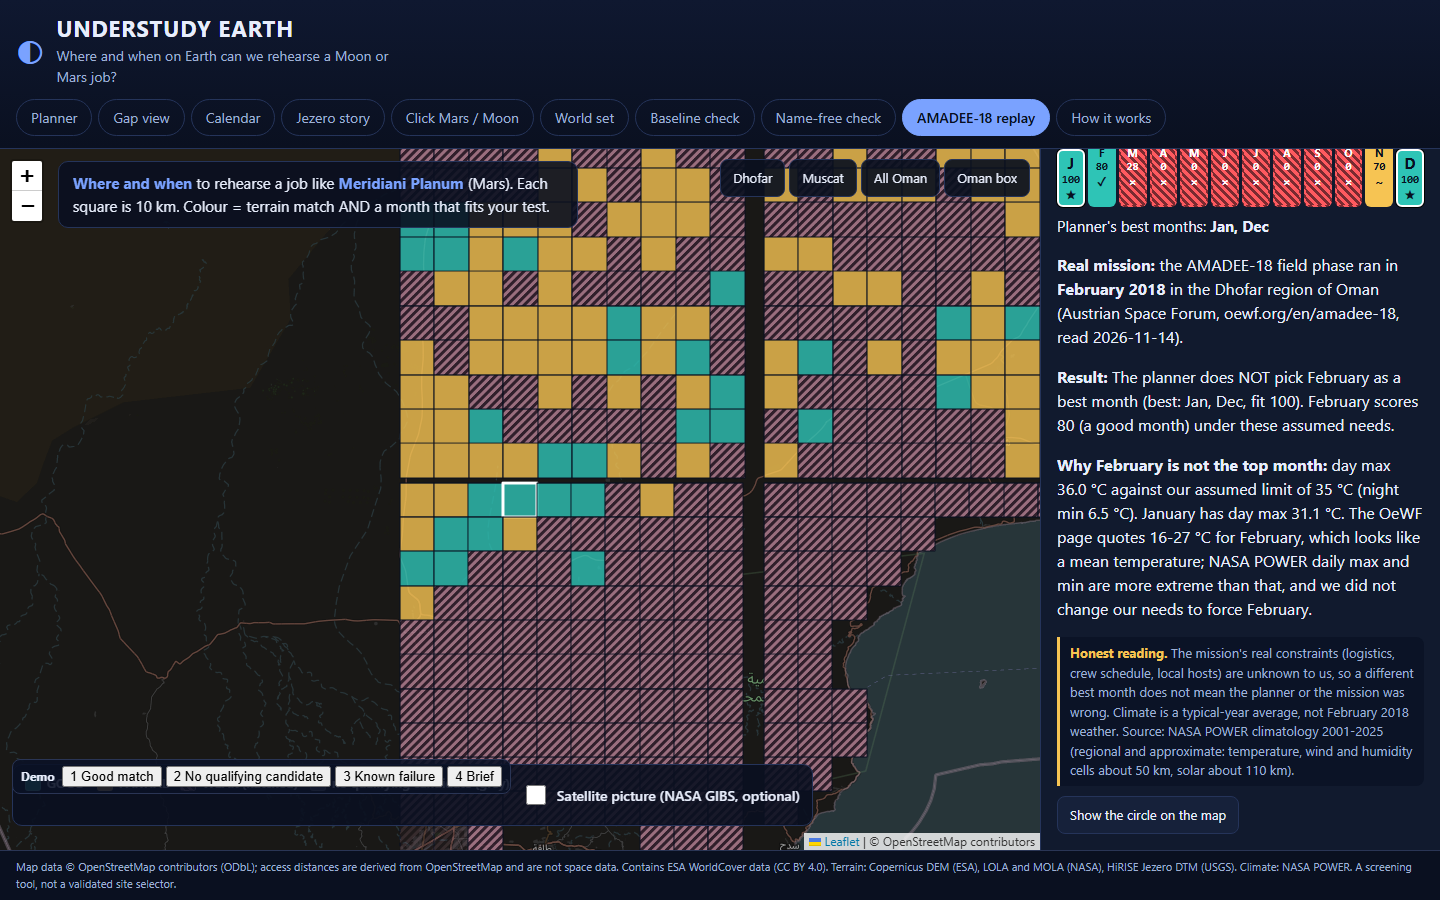 UNDERSTUDY EARTH
Where and when on Earth can we rehearse a Moon or
Mars job?
Planner
Gap view
Calendar
Jezero story
Click Mars / Moon
World set
Baseline check
Name-free check
AMADEE-18 replay
How it works
+
−
Where and when to rehearse a job like Meridiani Planum (Mars). Each
square is 10 km. Colour = terrain match AND a month that fits your test.
Dhofar
Muscat
All Oman
Oman box
J F M A M J J A S O N D
100 80 28 0 0 0 0 0 0 0 70 100
★ ✓ × × × × × × × × ~ ★
Planner's best months: Jan, Dec
Real mission: the AMADEE-18 field phase ran in
February 2018 in the Dhofar region of Oman
(Austrian Space Forum, oewf.org/en/amadee-18,
read 2026-11-14).
Result: The planner does NOT pick February as a
best month (best: Jan, Dec, fit 100). February scores
80 (a good month) under these assumed needs.
Why February is not the top month: day max
36.0 °C against our assumed limit of 35 °C (night
min 6.5 °C). January has day max 31.1 °C. The OeWF
page quotes 16-27 °C for February, which looks like
a mean temperature; NASA POWER daily max and
min are more extreme than that, and we did not
change our needs to force February.
Honest reading. The mission's real constraints (logistics,
crew schedule, local hosts) are unknown to us, so a different
best month does not mean the planner or the mission was
wrong. Climate is a typical-year average, not February 2018
weather. Source: NASA POWER climatology 2001-2025
(regional and approximate: temperature, wind and humidity
cells about 50 km, solar about 110 km).
Show the circle on the map
Demo
1 Good match
2 No qualifying candidate
3 Known failure
4 Brief
Satellite picture (NASA GIBS, optional)
Leaflet | © OpenStreetMap contributors
Map data © OpenStreetMap contributors (ODbL); access distances are derived from OpenStreetMap and are not space data. Contains ESA WorldCover data (CC BY 4.0). Terrain: Copernicus DEM (ESA), LOLA and MOLA (NASA), HiRISE Jezero DTM (USGS). Climate: NASA POWER. A screening
tool, not a validated site selector.